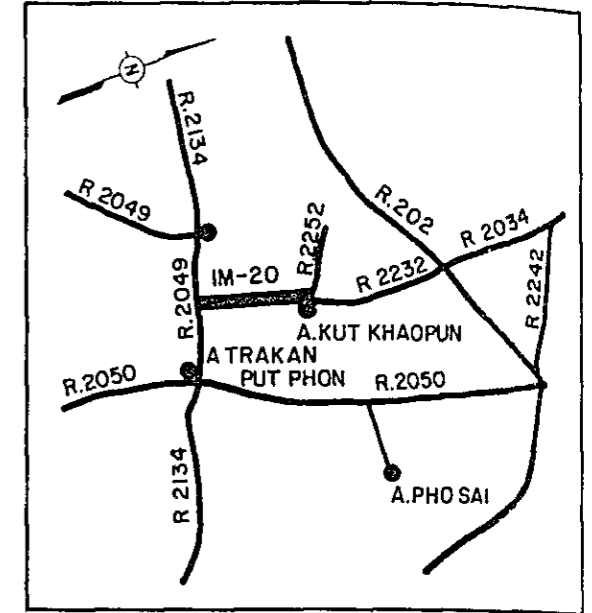 N
R.2134
R 2049
R.202
R.2252
R 2034
R.2049
IM-20
R 2232
R 2242
A.KUT KHAOPUN
A TRAKAN
PUT PHON
R.2050
R.2050
R 2134
A.PHO SAI